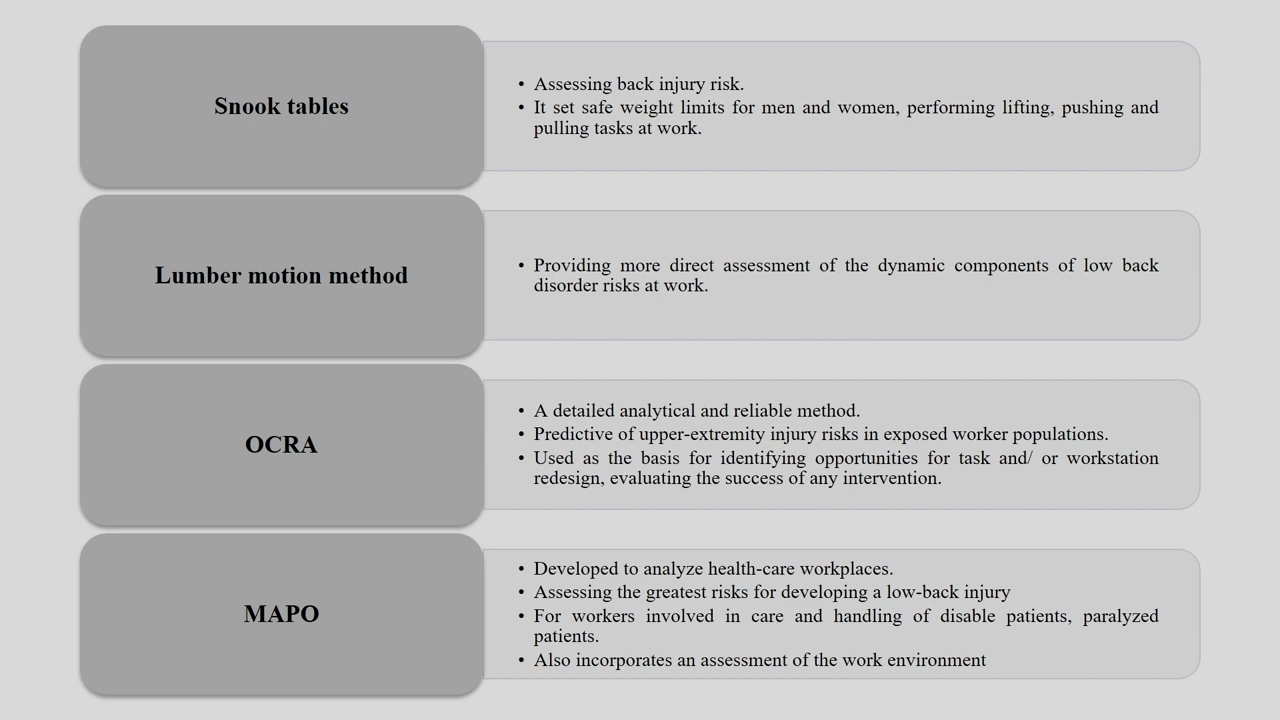 Snook tables
• Assessing back injury risk.
• It set safe weight limits for men and women, performing lifting, pushing and
pulling tasks at work.
Lumber motion method
• Providing more direct assessment of the dynamic components of low back
disorder risks at work.
OCRA
• A detailed analytical and reliable method.
• Predictive of upper-extremity injury risks in exposed worker populations.
• Used as the basis for identifying opportunities for task and/ or workstation
redesign, evaluating the success of any intervention.
MAPO
• Developed to analyze health-care workplaces.
• Assessing the greatest risks for developing a low-back injury
• For workers involved in care and handling of disable patients, paralyzed
patients.
• Also incorporates an assessment of the work environment